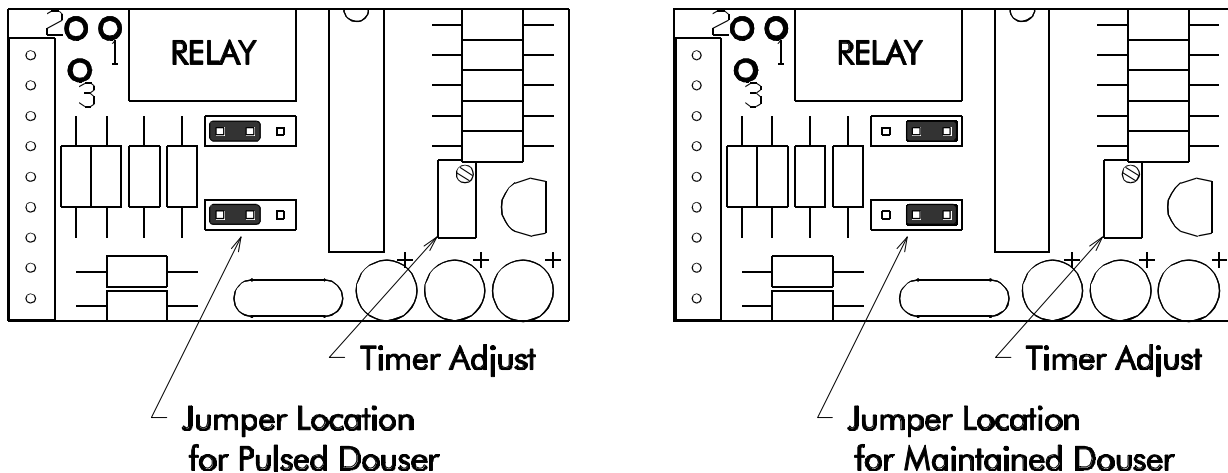 2
1
3
RELAY
Timer Adjust
Jumper Location
for Pulsed Douser
2
1
3
RELAY
Timer Adjust
Jumper Location
for Maintained Douser